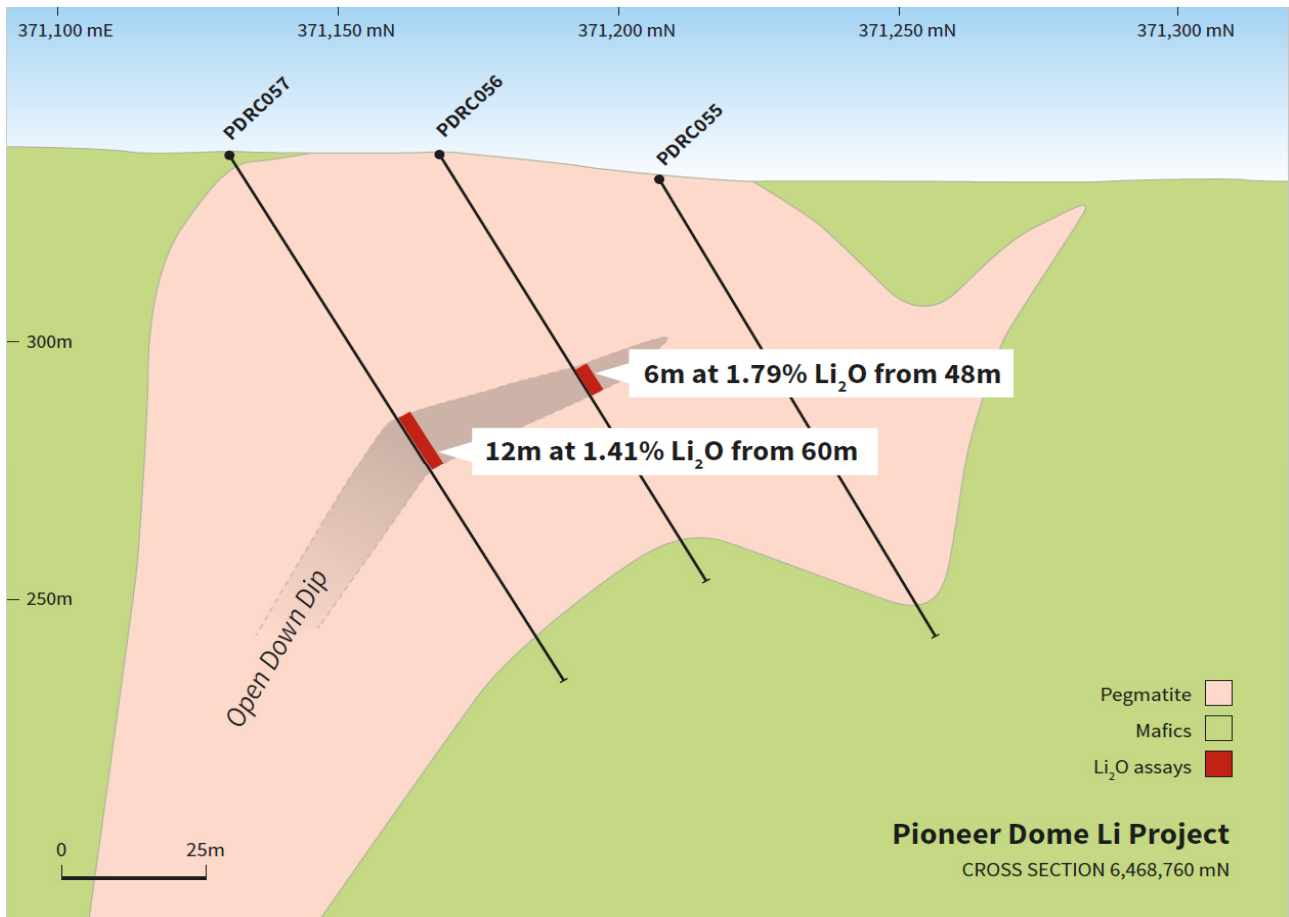 371,100 mE
371,150 mN
371,200 mN
371,250 mN
371,300 mN
PDRC057
PDRC056
PDRC055
300m
6m at 1.79% Li₂O from 48m
12m at 1.41% Li₂O from 60m
250m
Open Down Dip
Pegmatite
Mafics
Li₂O assays
0 25m
Pioneer Dome Li Project
CROSS SECTION 6,468,760 mN